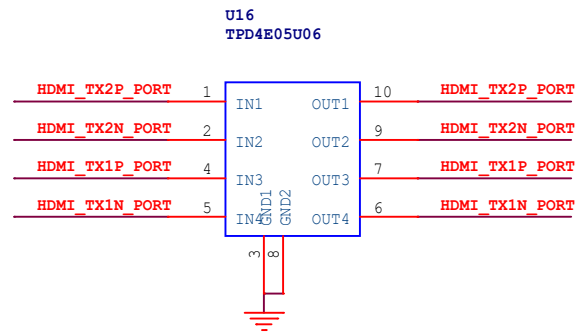 U16
TPD4E05U06
HDMI_TX2P_PORT 1 IN1 OUT1 10 HDMI_TX2P_PORT
HDMI_TX2N_PORT 2 IN2 OUT2 9 HDMI_TX2N_PORT
HDMI_TX1P_PORT 4 IN3 OUT3 7 HDMI_TX1P_PORT
HDMI_TX1N_PORT 5 IN4 OUT4 6 HDMI_TX1N_PORT
GND1
GND2
3
8